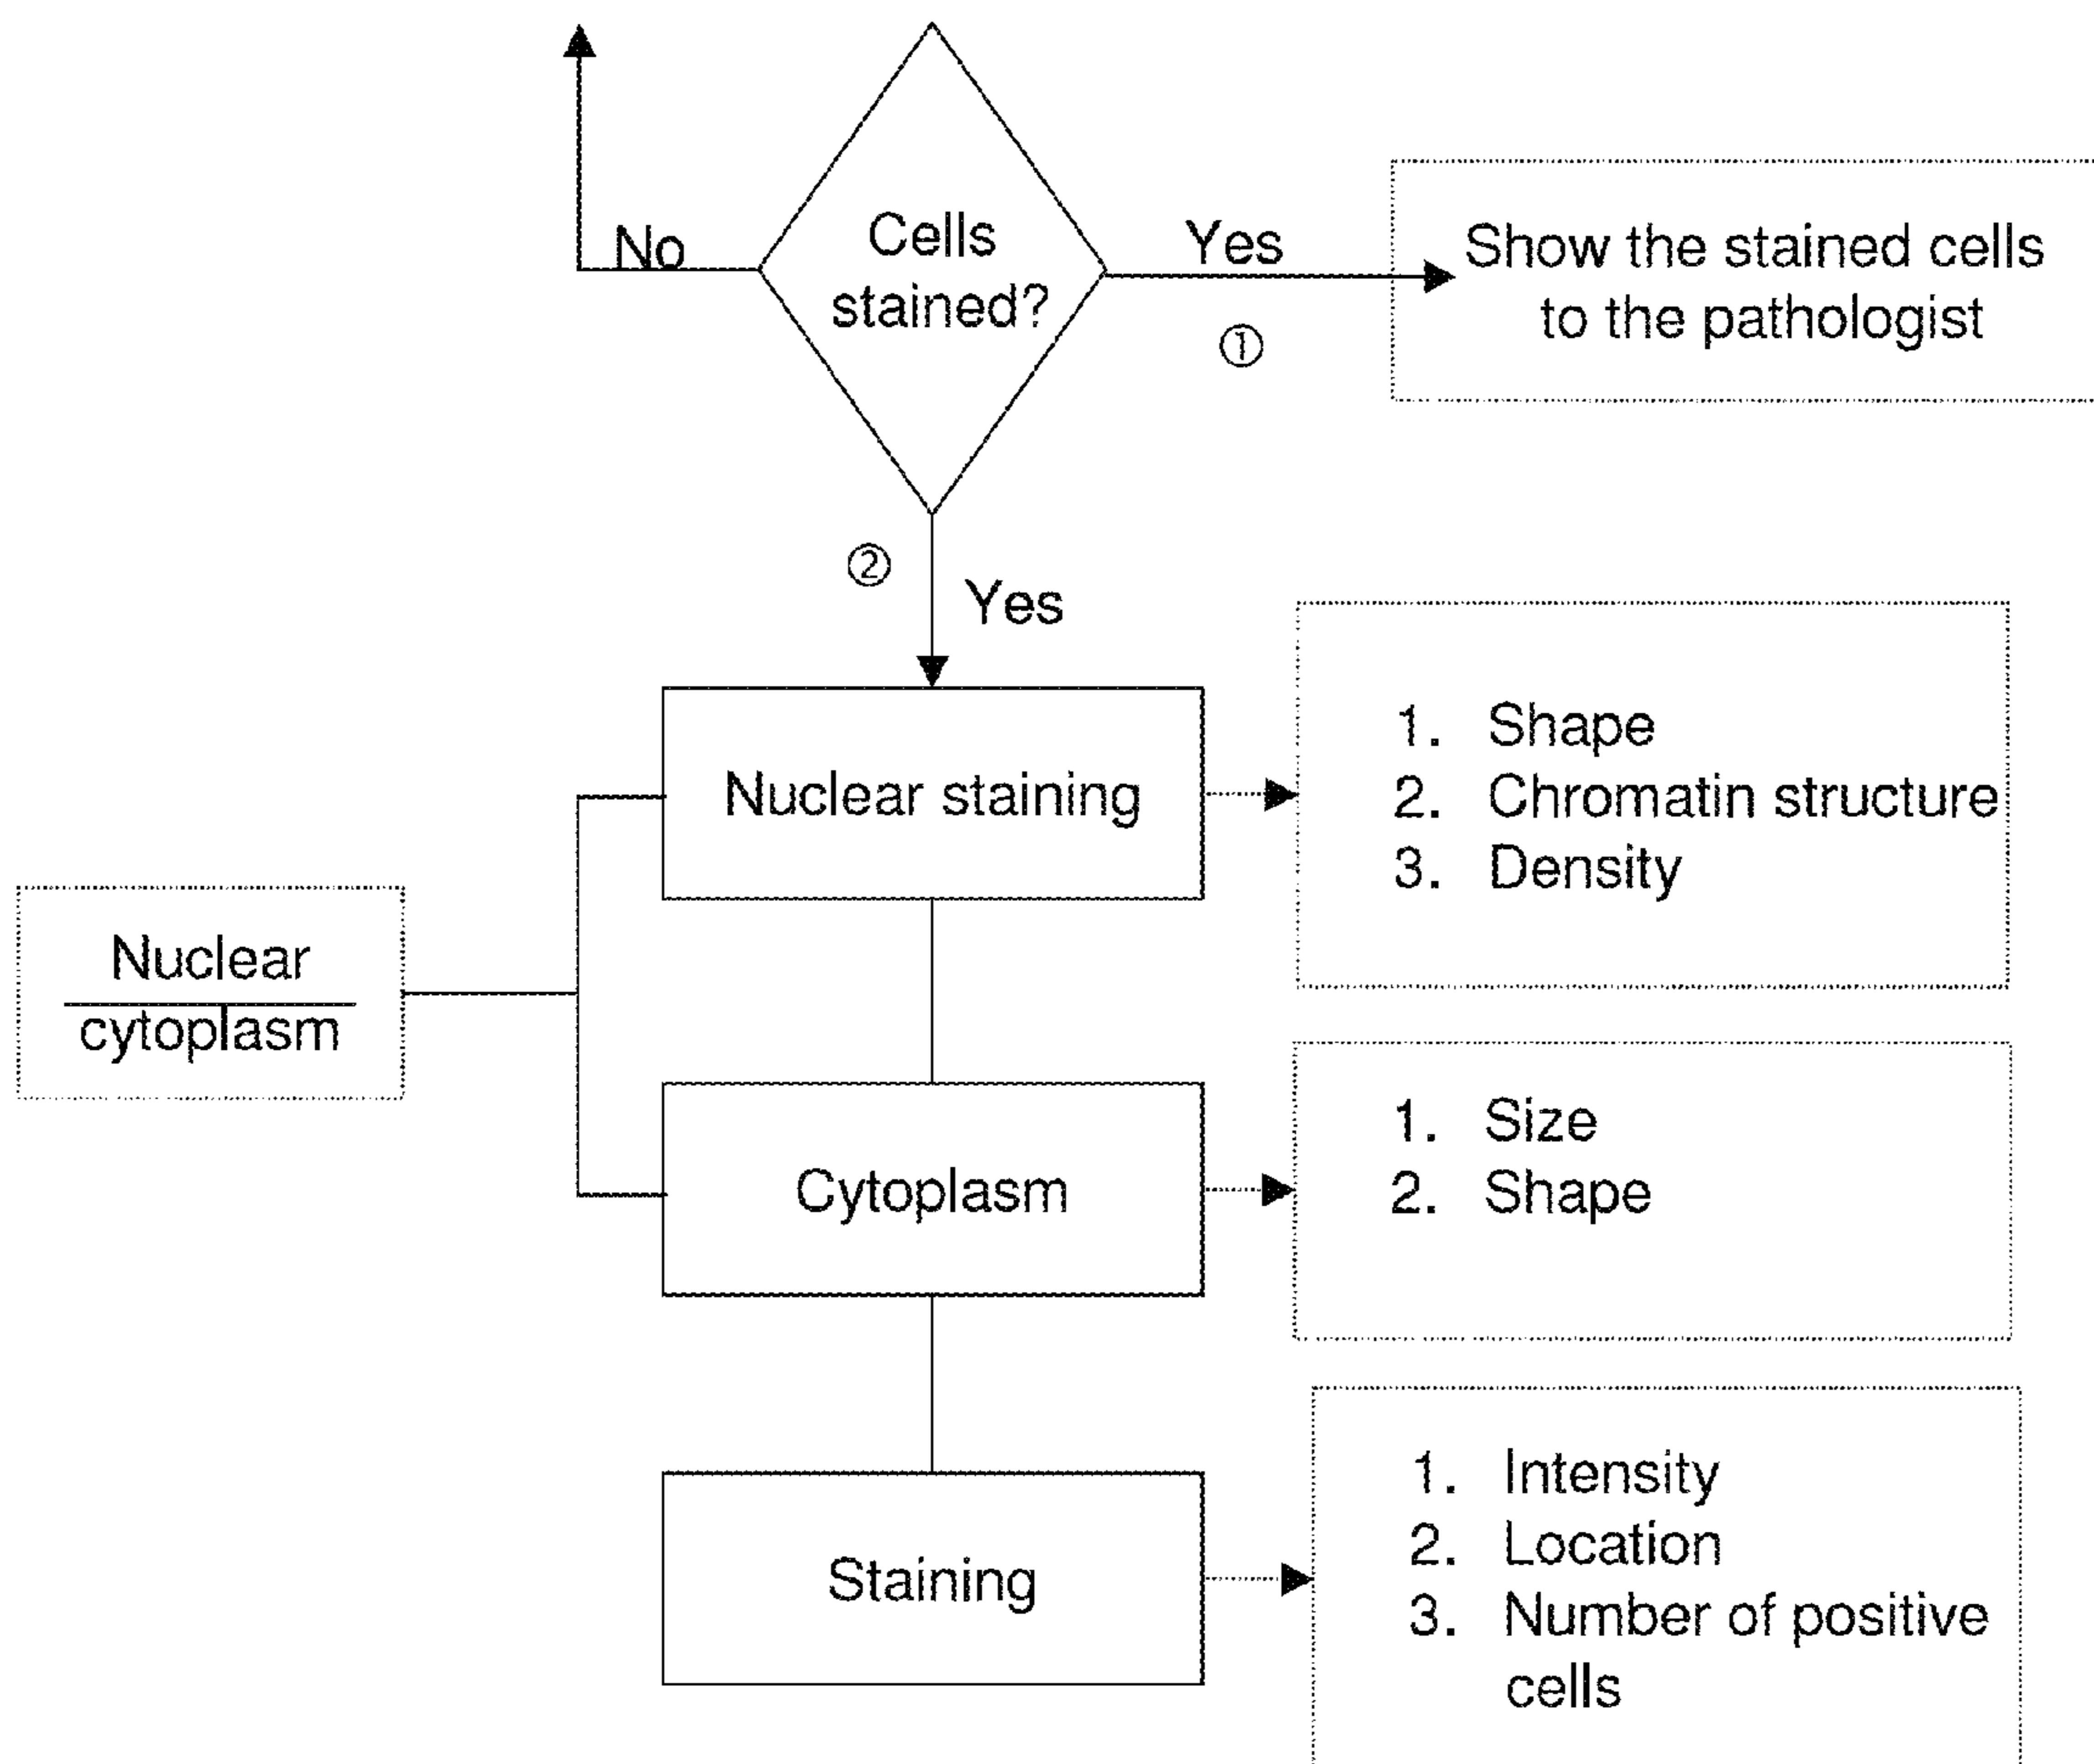 No
Cells
stained?
Yes
①
Show the stained cells
to the pathologist
②
Yes
Nuclear staining
1. Shape
2. Chromatin structure
3. Density
Nuclear
cytoplasm
Cytoplasm
1. Size
2. Shape
Staining
1. Intensity
2. Location
3. Number of positive
cells